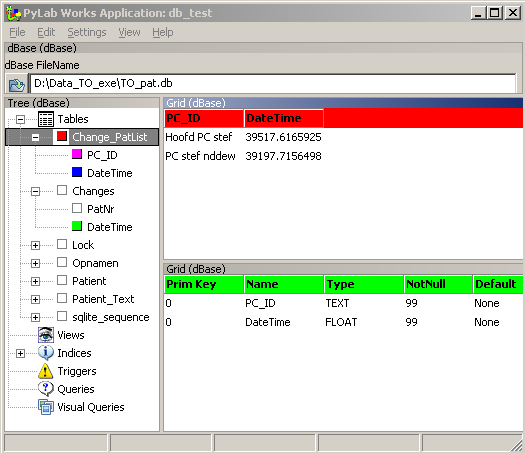 PyLab Works Application: db_test
File Edit Settings View Help
dBase (dBase)
dBase FileName
D:\Data_TO_exe\TO_pat.db
Tree (dBase)
Tables
Change_PatList
PC_ID
DateTime
Changes
PatNr
DateTime
Lock
Opnamen
Patient
Patient_Text
sqlite_sequence
Views
Indices
Triggers
Queries
Visual Queries
Grid (dBase)
PC_ID DateTime
Hoofd PC stef 39517.6165925
PC stef nddew 39197.7156498
Grid (dBase)
Prim Key Name Type NotNull Default
0 PC_ID TEXT 99 None
0 DateTime FLOAT 99 None